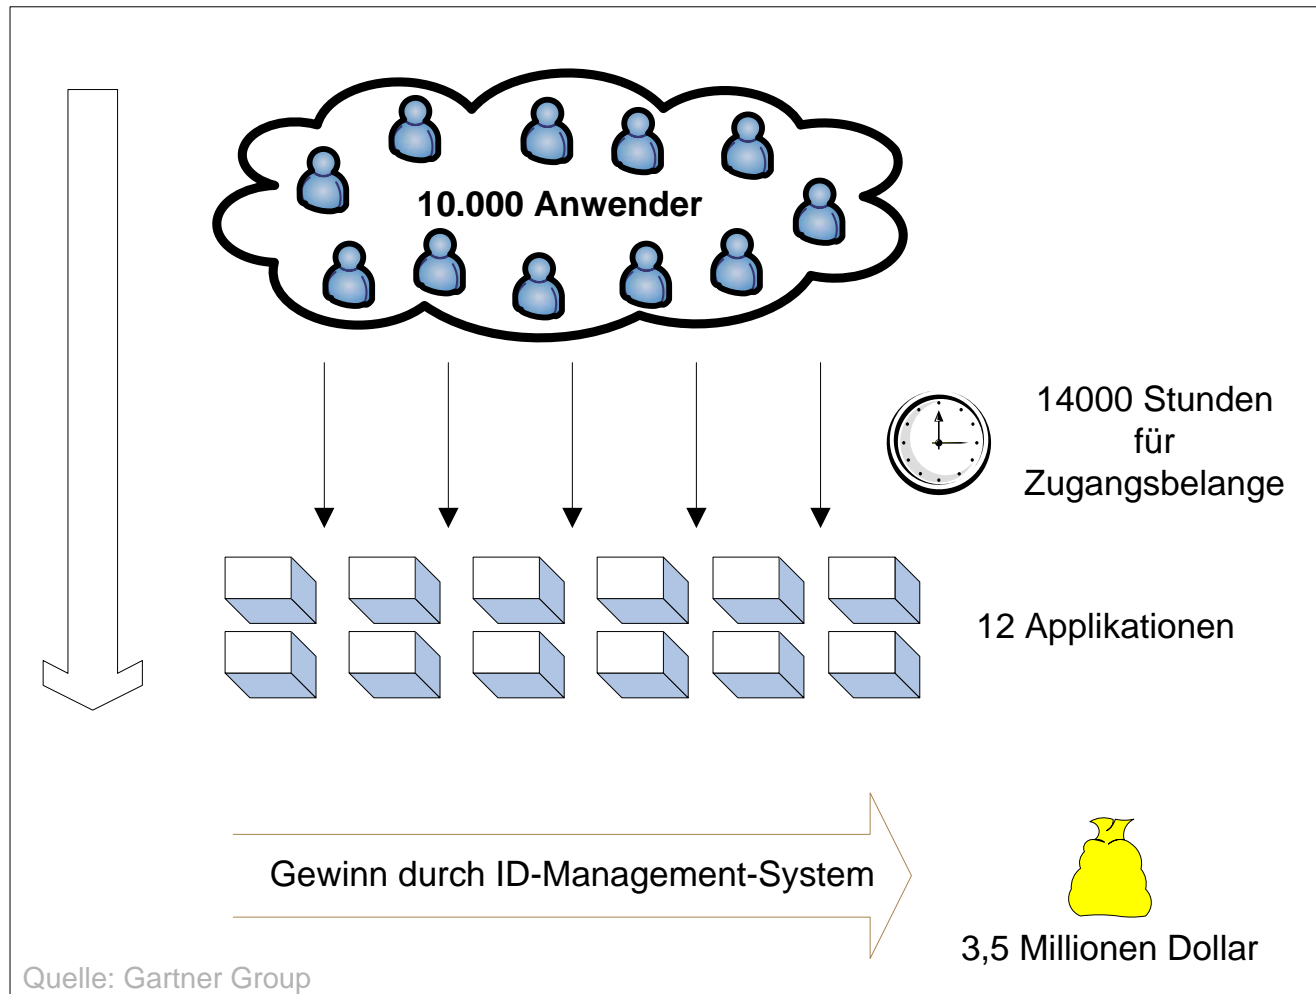 10.000 Anwender
14000 Stunden
für
Zugangsbelange
12 Applikationen
Gewinn durch ID-Management-System
3,5 Millionen Dollar
Quelle: Gartner Group